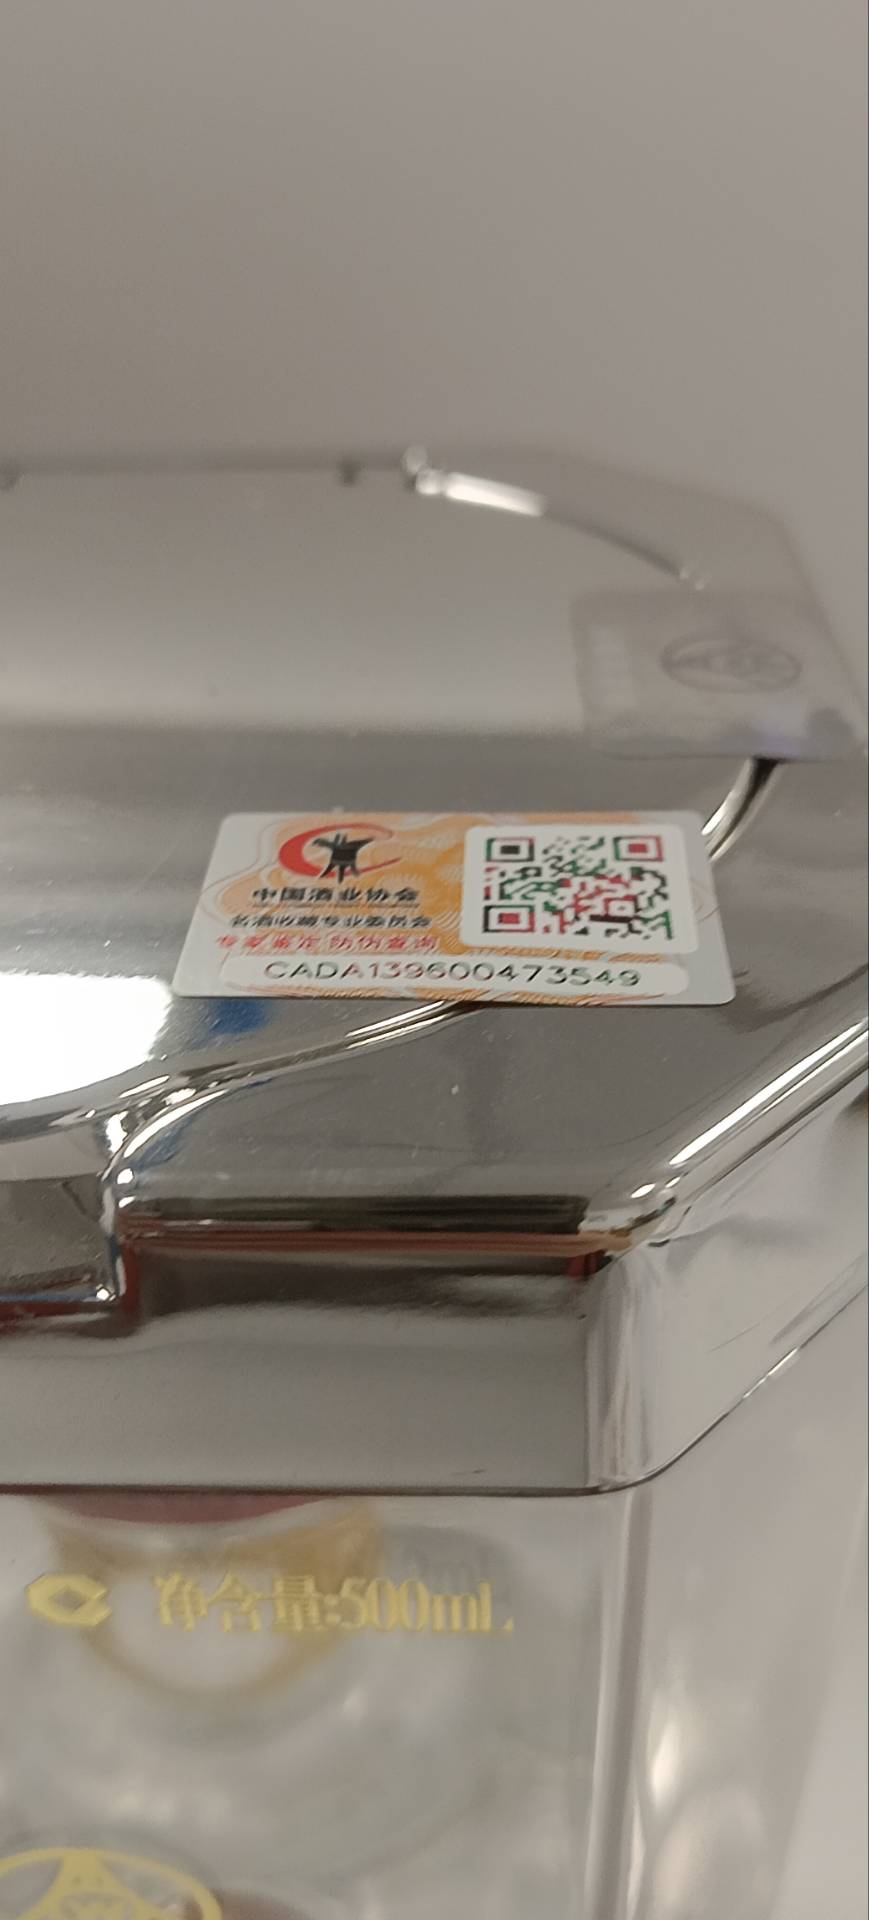 中国酒业协会
名酒收藏专业委员会
专家鉴定 防伪查询
CADA139600473549
净含量:500mL